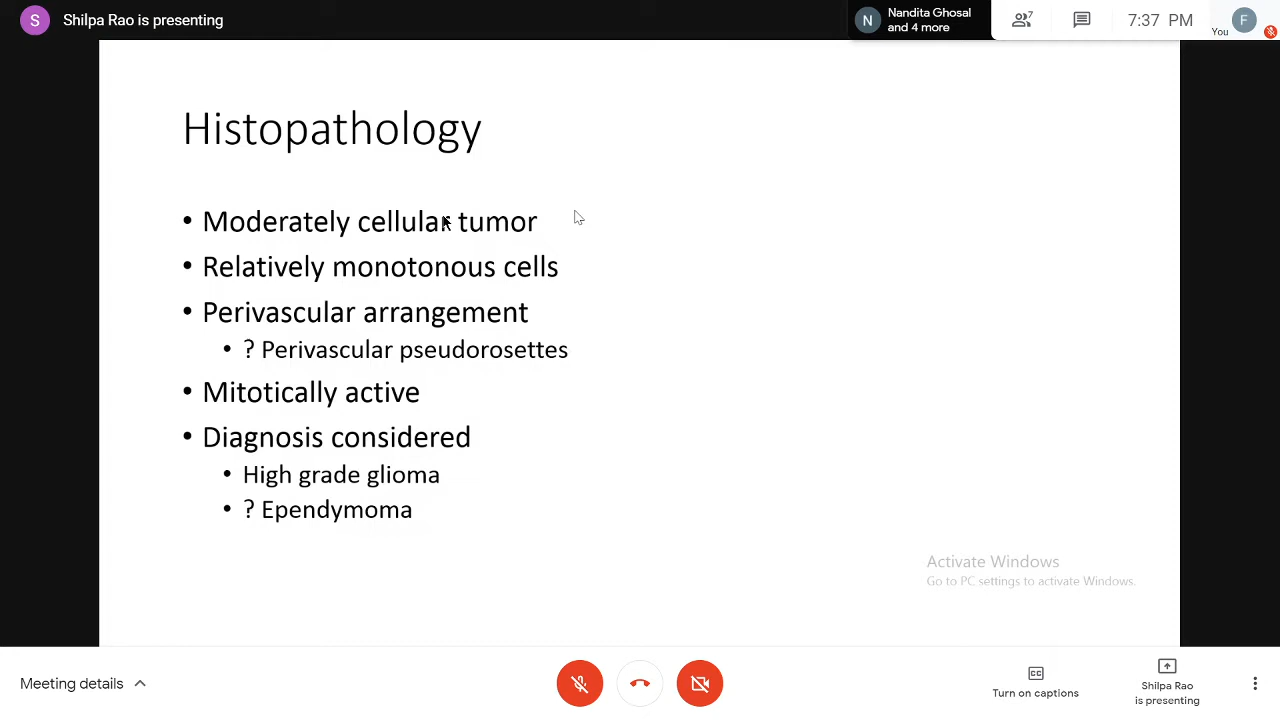 S Shilpa Rao is presenting
N Nandita Ghosal
and 4 more
7
7:37 PM
You
F
Histopathology
• Moderately cellular tumor
• Relatively monotonous cells
• Perivascular arrangement
• ? Perivascular pseudorosettes
• Mitotically active
• Diagnosis considered
• High grade glioma
• ? Ependymoma
Activate Windows
Go to PC settings to activate Windows.
Meeting details
CC
Turn on captions
Shilpa Rao
is presenting